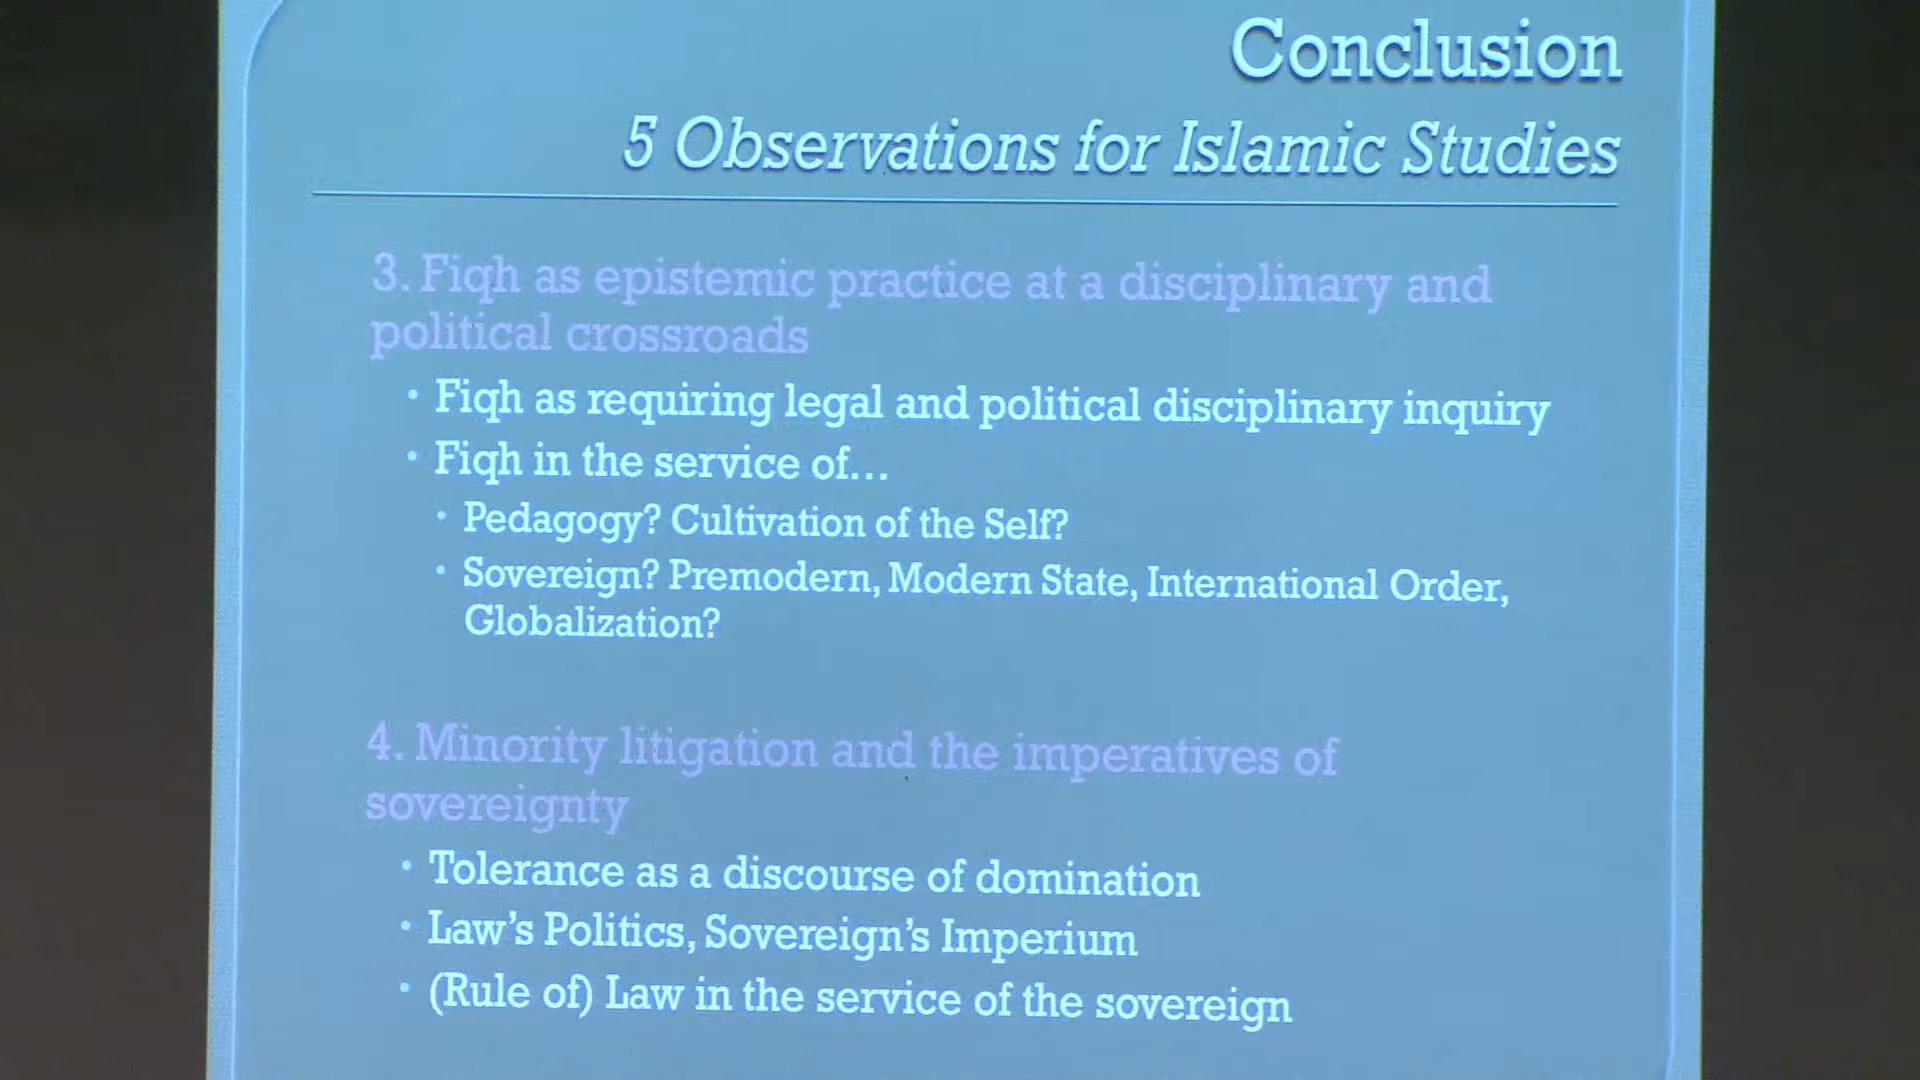 Conclusion
5 Observations for Islamic Studies
3. Fiqh as epistemic practice at a disciplinary and
political crossroads
• Fiqh as requiring legal and political disciplinary inquiry
• Fiqh in the service of...
• Pedagogy? Cultivation of the Self?
• Sovereign? Premodern, Modern State, International Order,
Globalization?
4. Minority litigation and the imperatives of
sovereignty
• Tolerance as a discourse of domination
• Law’s Politics, Sovereign’s Imperium
• (Rule of) Law in the service of the sovereign